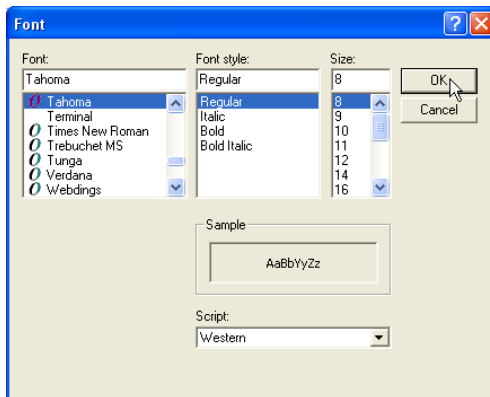 Font
Font: Font style: Size:
Tahoma Regular 8 OK
Tahoma Regular 8 Cancel
Terminal Italic 9
Times New Roman Bold 10
Trebuchet MS Bold Italic 11
Tunga 12
Verdana 14
Webdings 16
Sample
AaBbYyZz
Script:
Western